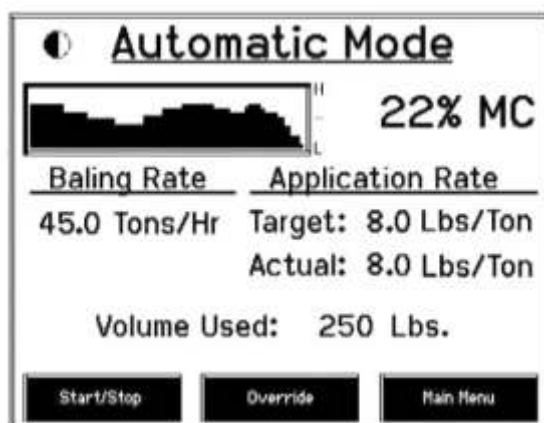 Automatic Mode
H
22% MC
L
Baling Rate Application Rate
45.0 Tons/Hr Target: 8.0 Lbs/Ton
Actual: 8.0 Lbs/Ton
Volume Used: 250 Lbs.
Start/Stop Override Main Menu